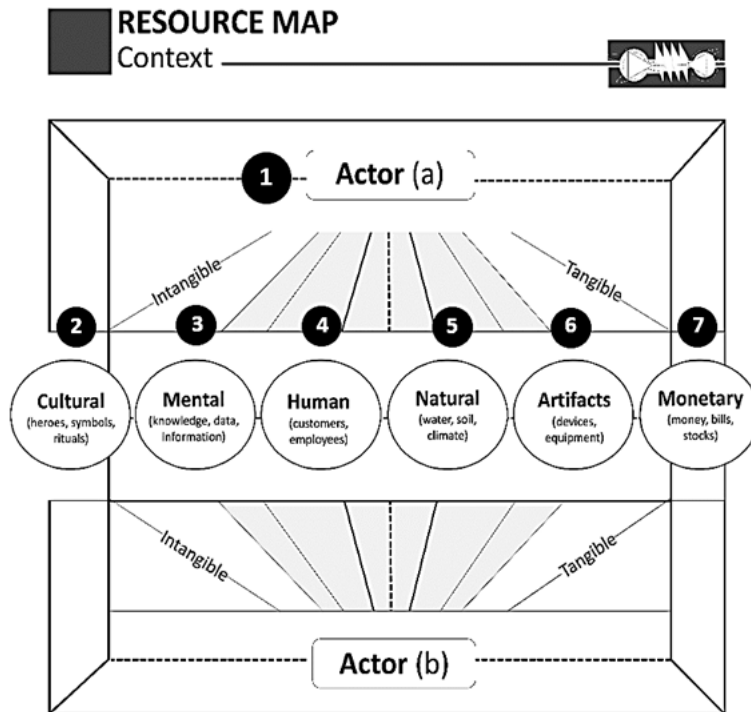 RESOURCE MAP
Context
1
Actor (a)
Intangible
Tangible
2
3
4
5
6
7
Cultural
(heroes, symbols,
rituals)
Mental
(knowledge, data,
information)
Human
(customers,
employees)
Natural
(water, soil,
climate)
Artifacts
(devices,
equipment)
Monetary
(money, bills,
stocks)
Intangible
Tangible
Actor (b)